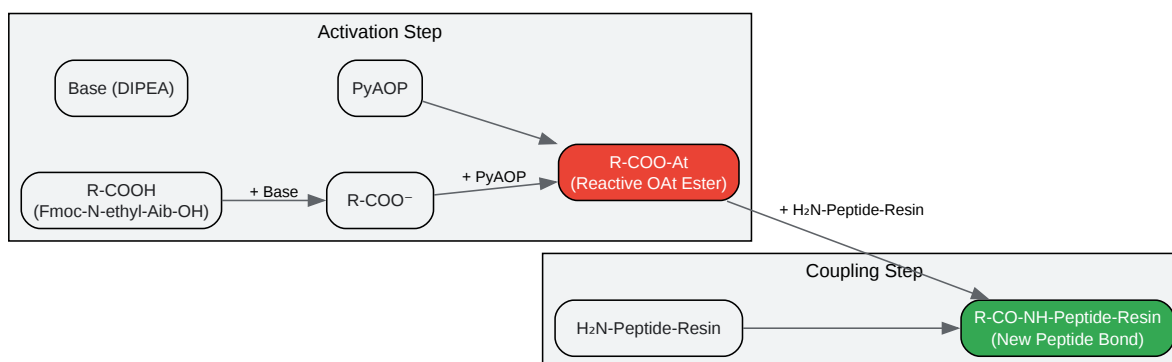 Activation Step
Base (DIPEA)
PyAOP
R-COO-At
(Reactive OAt Ester)
R-COOH
(Fmoc-N-ethyl-Aib-OH)
+ Base
R-COO⁻
+ PyAOP
+ H₂N-Peptide-Resin
Coupling Step
H₂N-Peptide-Resin
R-CO-NH-Peptide-Resin
(New Peptide Bond)